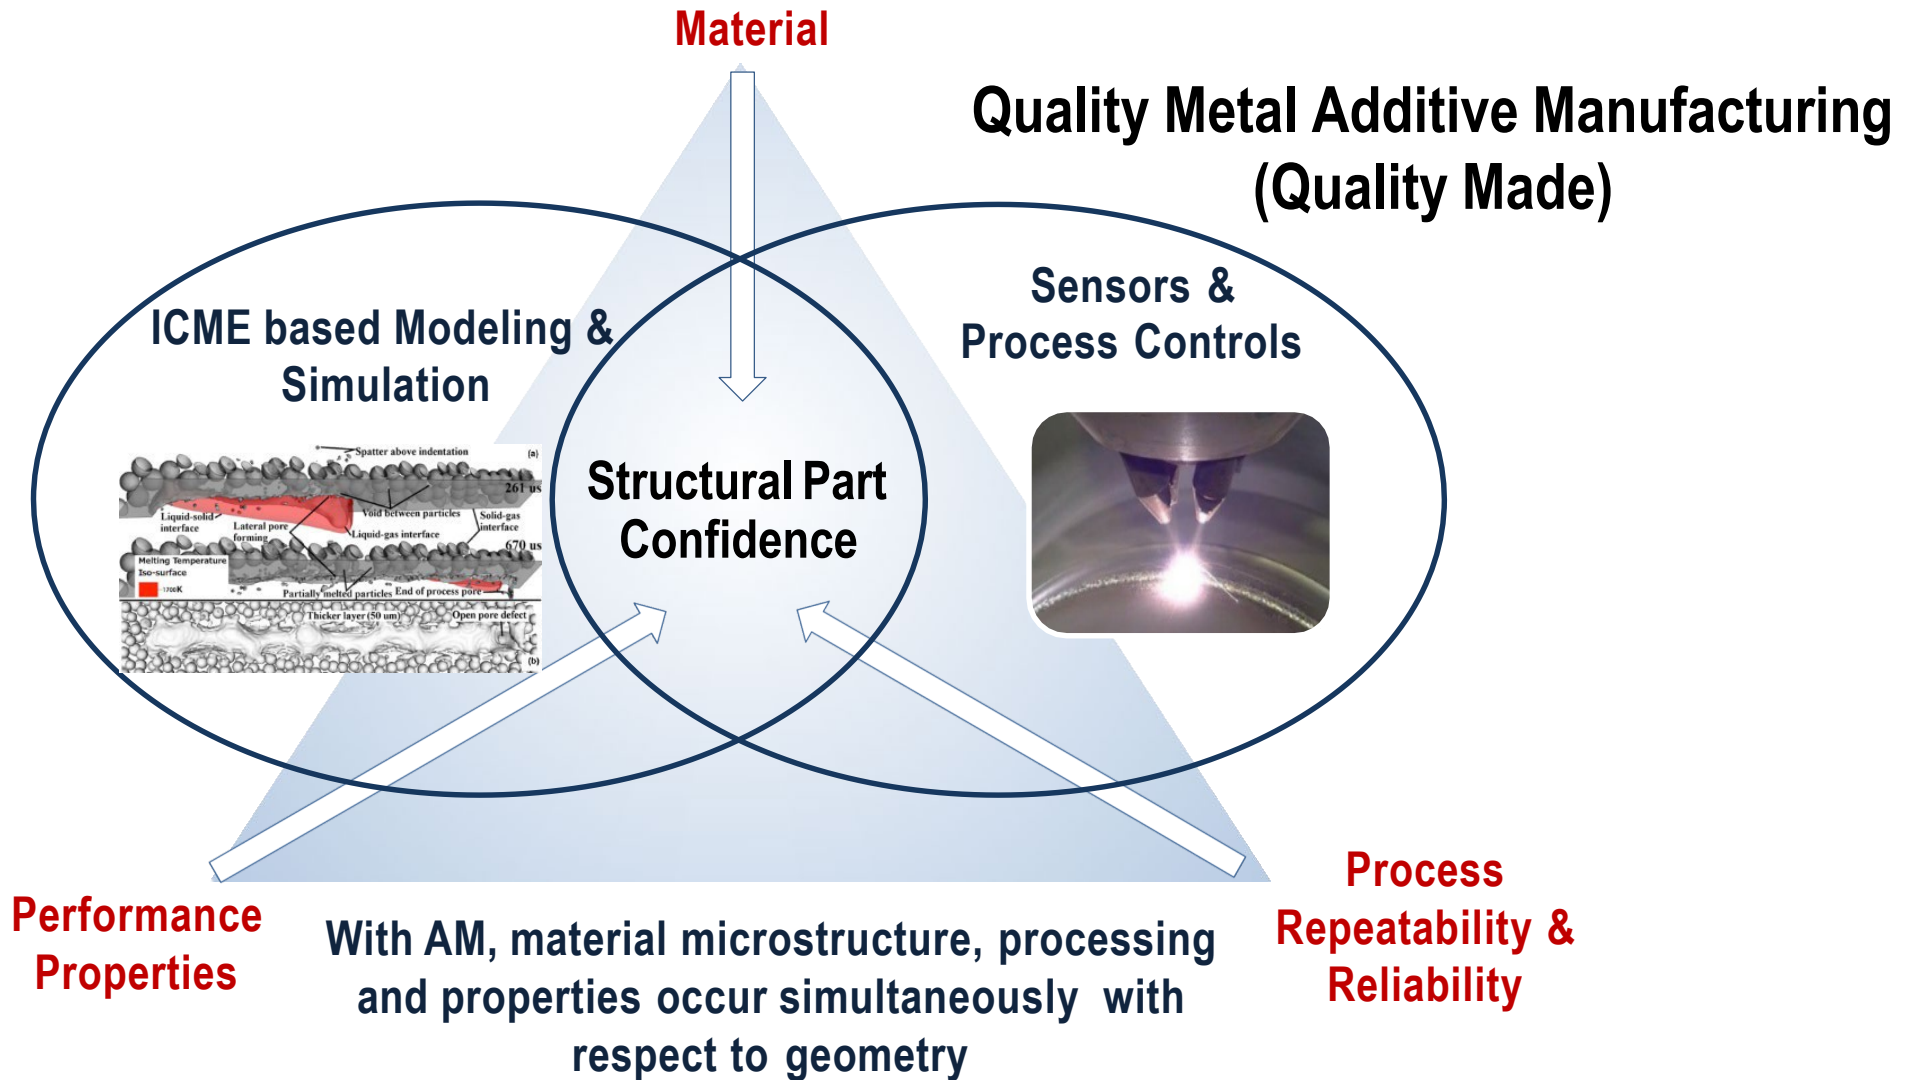 Material
Quality Metal Additive Manufacturing
(Quality Made)
Sensors &
Process Controls
ICME based Modeling &
Simulation
Spatter above indentation
(a)
261 us
Liquid-solid
interface
Lateral pore
forming
Void between particles
Liquid-gas interface
Solid-gas
interface
670 us
Melting Temperature
Iso-surface
1700K
Partially melted particles
End of process pore
Thicker layer (50 um)
Open pore defect
(b)
Structural Part
Confidence
Performance
Properties
With AM, material microstructure, processing
and properties occur simultaneously with
respect to geometry
Process
Repeatability &
Reliability